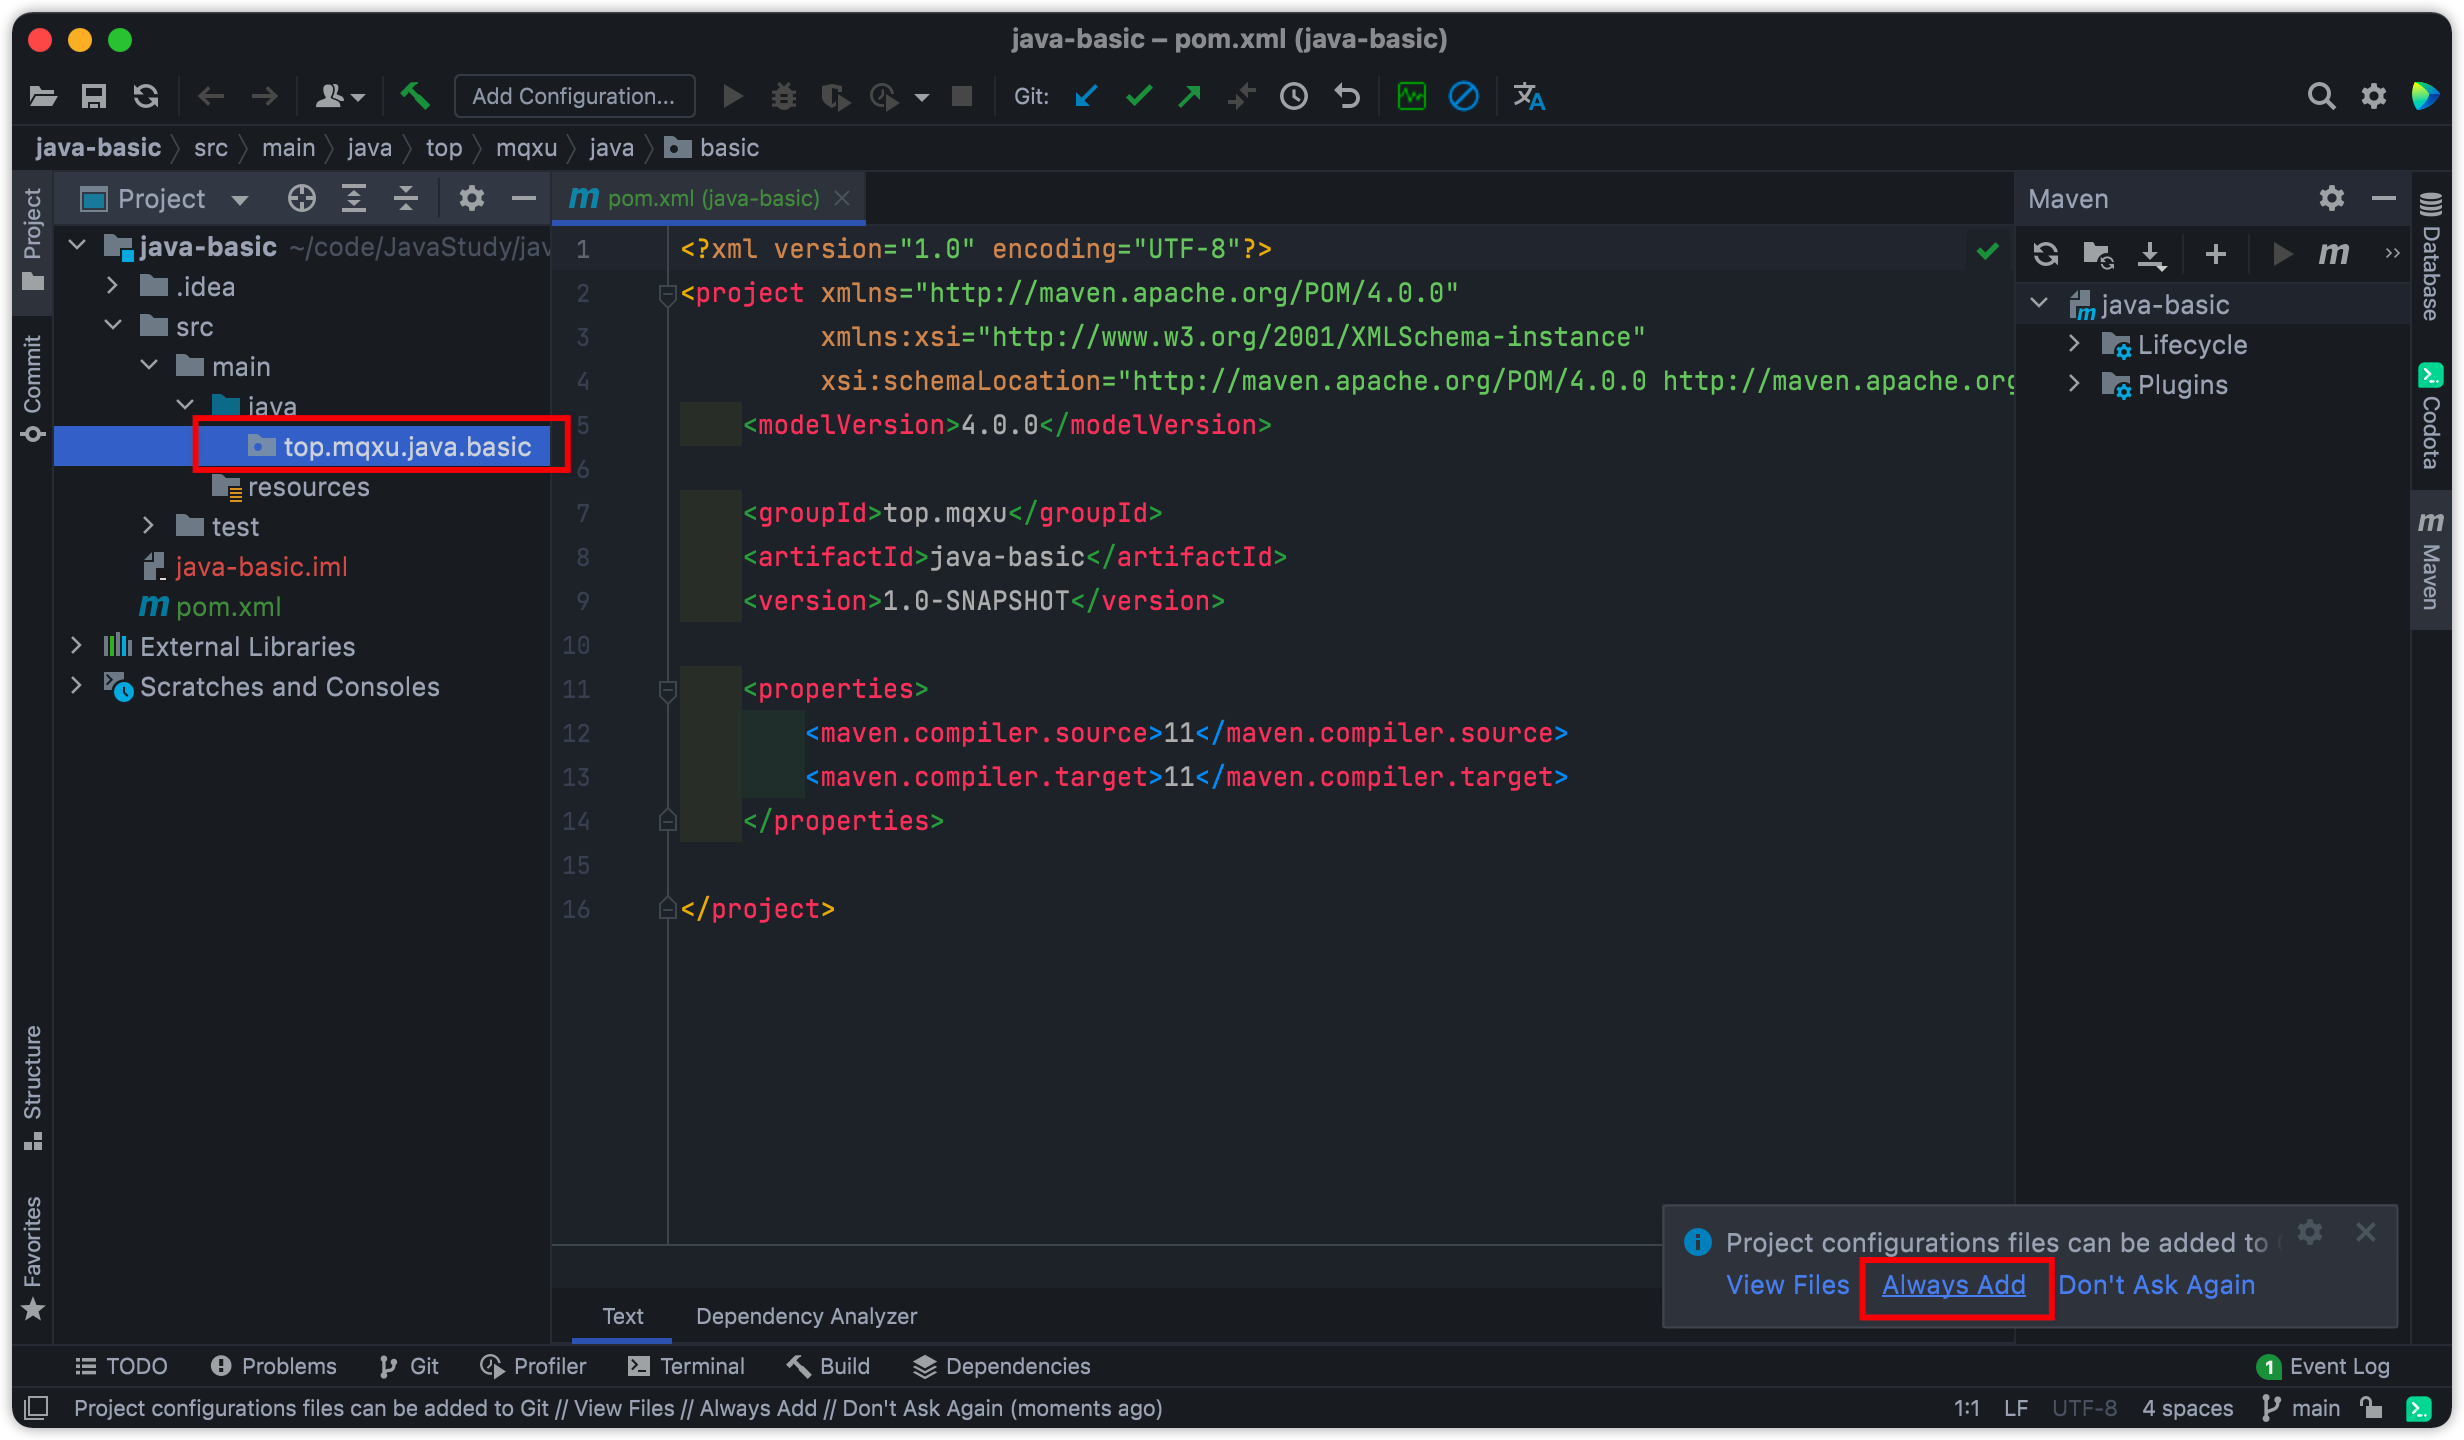 java-basic – pom.xml (java-basic)
Add Configuration...
Git:
java-basic
src
main
java
top
mqxu
java
basic
Project
Commit
Structure
Favorites
Project
java-basic ~/code/JavaStudy/jav
.idea
src
main
java
top.mqxu.java.basic
resources
test
java-basic.iml
pom.xml
External Libraries
Scratches and Consoles
pom.xml (java-basic)
1 <?xml version="1.0" encoding="UTF-8"?>
2 <project xmlns="http://maven.apache.org/POM/4.0.0"
3 xmlns:xsi="http://www.w3.org/2001/XMLSchema-instance"
4 xsi:schemaLocation="http://maven.apache.org/POM/4.0.0 http://maven.apache.org
5 <modelVersion>4.0.0</modelVersion>
6
7 <groupId>top.mqxu</groupId>
8 <artifactId>java-basic</artifactId>
9 <version>1.0-SNAPSHOT</version>
10
11 <properties>
12 <maven.compiler.source>11</maven.compiler.source>
13 <maven.compiler.target>11</maven.compiler.target>
14 </properties>
15
16 </project>
Text
Dependency Analyzer
Maven
java-basic
Lifecycle
Plugins
Database
Codota
Maven
Project configurations files can be added to
View Files
Always Add
Don't Ask Again
TODO
Problems
Git
Profiler
Terminal
Build
Dependencies
1 Event Log
Project configurations files can be added to Git // View Files // Always Add // Don't Ask Again (moments ago)
1:1
LF
UTF-8
4 spaces
main